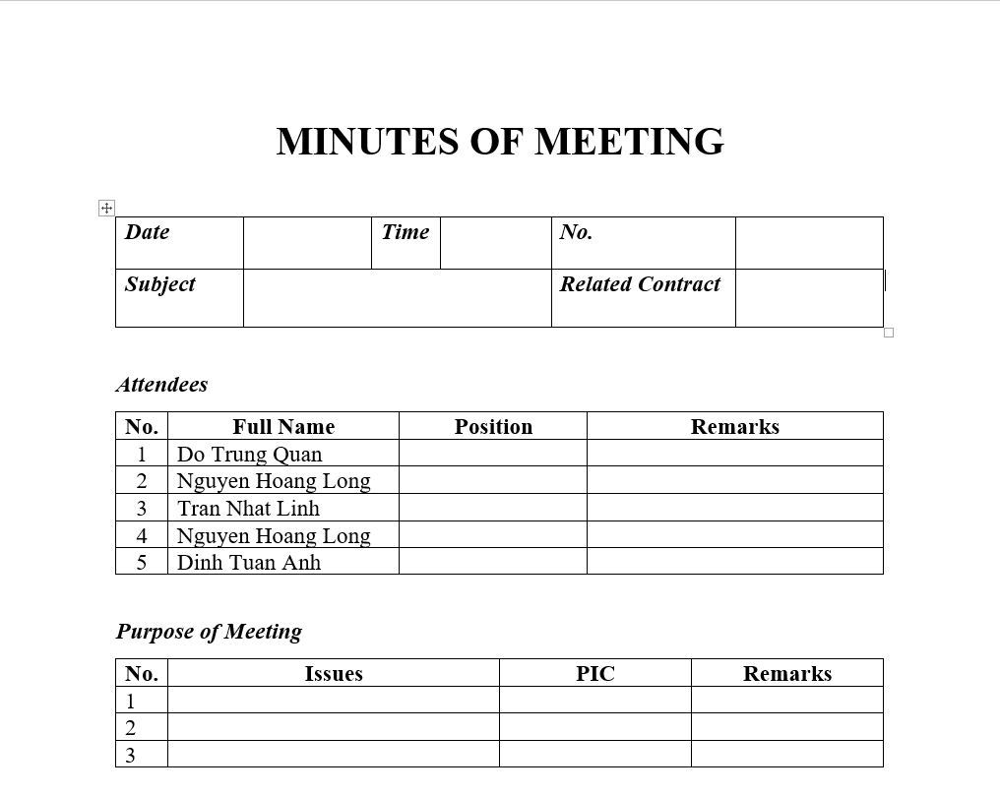 MINUTES OF MEETING
Date Time No.
Subject Related Contract
Attendees
No. Full Name Position Remarks
1 Do Trung Quan
2 Nguyen Hoang Long
3 Tran Nhat Linh
4 Nguyen Hoang Long
5 Dinh Tuan Anh
Purpose of Meeting
No. Issues PIC Remarks
1
2
3